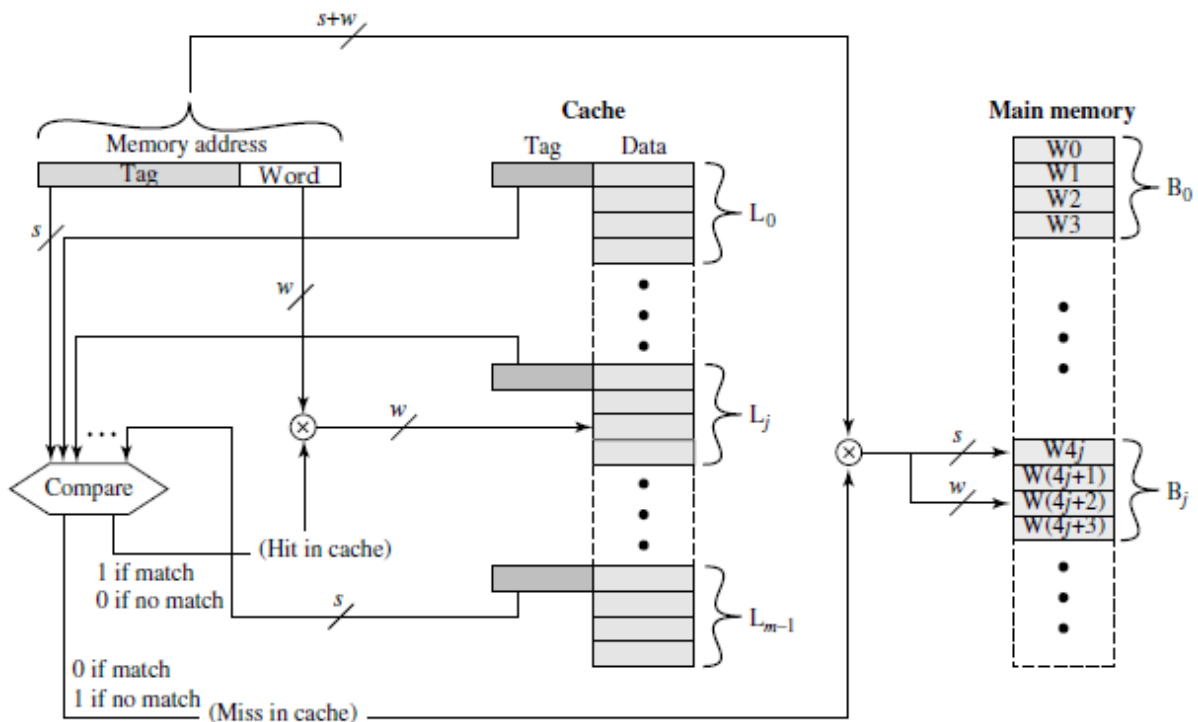 s+w
Cache
Main memory
Memory address
Tag Data
Tag Word
W0
W1
W2
W3
B0
L0
s
w
w
Lj
s
w
W4j
W(4j+1)
W(4j+2)
W(4j+3)
Bj
...
Compare
(Hit in cache)
1 if match
0 if no match
s
Lm–1
0 if match
1 if no match
(Miss in cache)